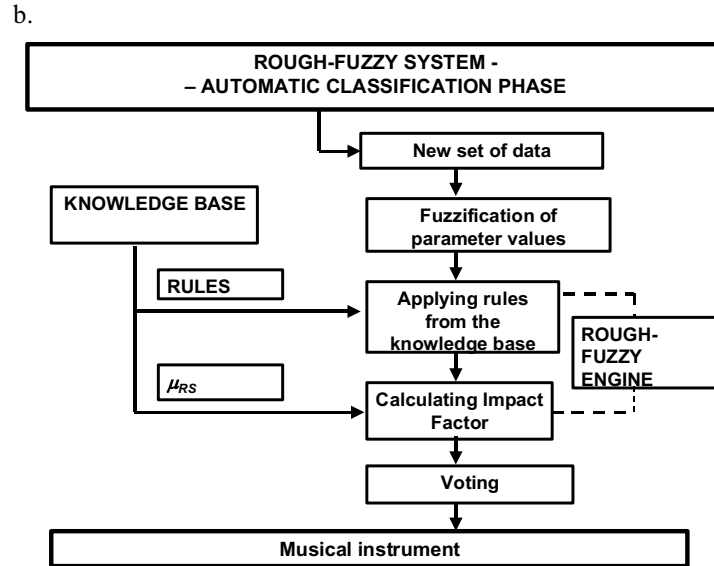 b.
ROUGH-FUZZY SYSTEM -
– AUTOMATIC CLASSIFICATION PHASE
New set of data
KNOWLEDGE BASE
Fuzzification of
parameter values
RULES
Applying rules
from the
knowledge base
ROUGH-
FUZZY
ENGINE
μRS
Calculating Impact
Factor
Voting
Musical instrument